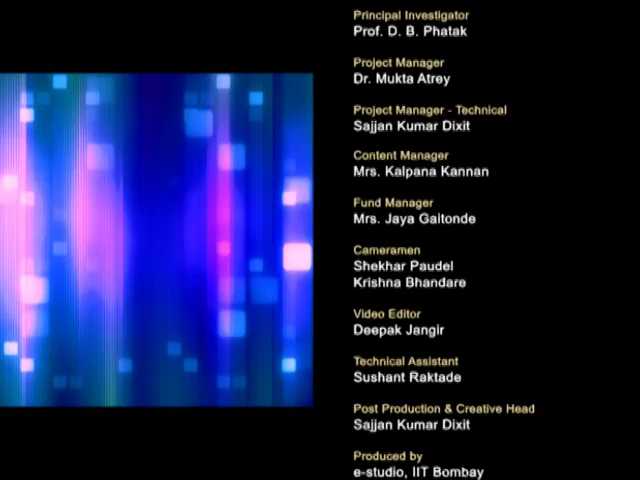 Principal Investigator
Prof. D. B. Phatak
Project Manager
Dr. Mukta Atrey
Project Manager - Technical
Sajjan Kumar Dixit
Content Manager
Mrs. Kalpana Kannan
Fund Manager
Mrs. Jaya Gaitonde
Cameramen
Shekhar Paudel
Krishna Bhandare
Video Editor
Deepak Jangir
Technical Assistant
Sushant Raktade
Post Production & Creative Head
Sajjan Kumar Dixit
Produced by
e-studio, IIT Bombay